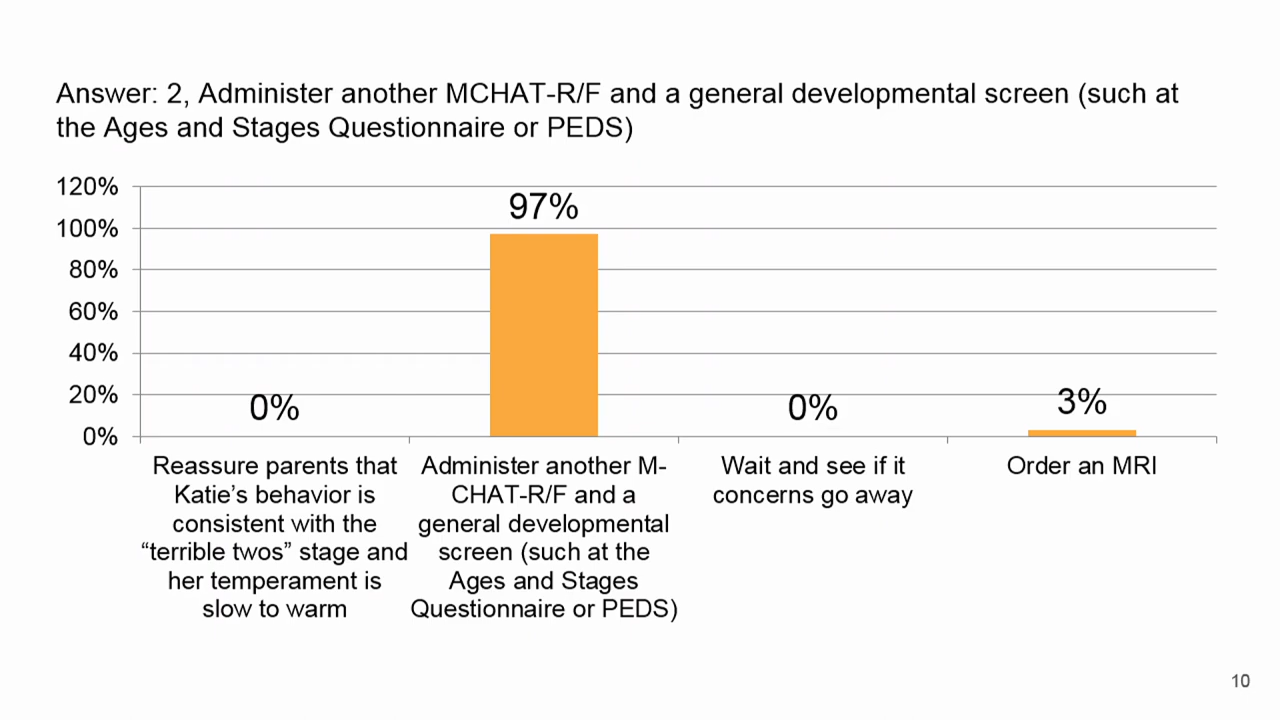 Answer: 2, Administer another MCHAT-R/F and a general developmental screen (such at
the Ages and Stages Questionnaire or PEDS)
120%
100%
80%
60%
40%
20%
0%
0%
97%
0%
3%
Reassure parents that
Katie’s behavior is
consistent with the
“terrible twos” stage and
her temperament is
slow to warm
Administer another M-
CHAT-R/F and a
general developmental
screen (such at the
Ages and Stages
Questionnaire or PEDS)
Wait and see if it
concerns go away
Order an MRI
10